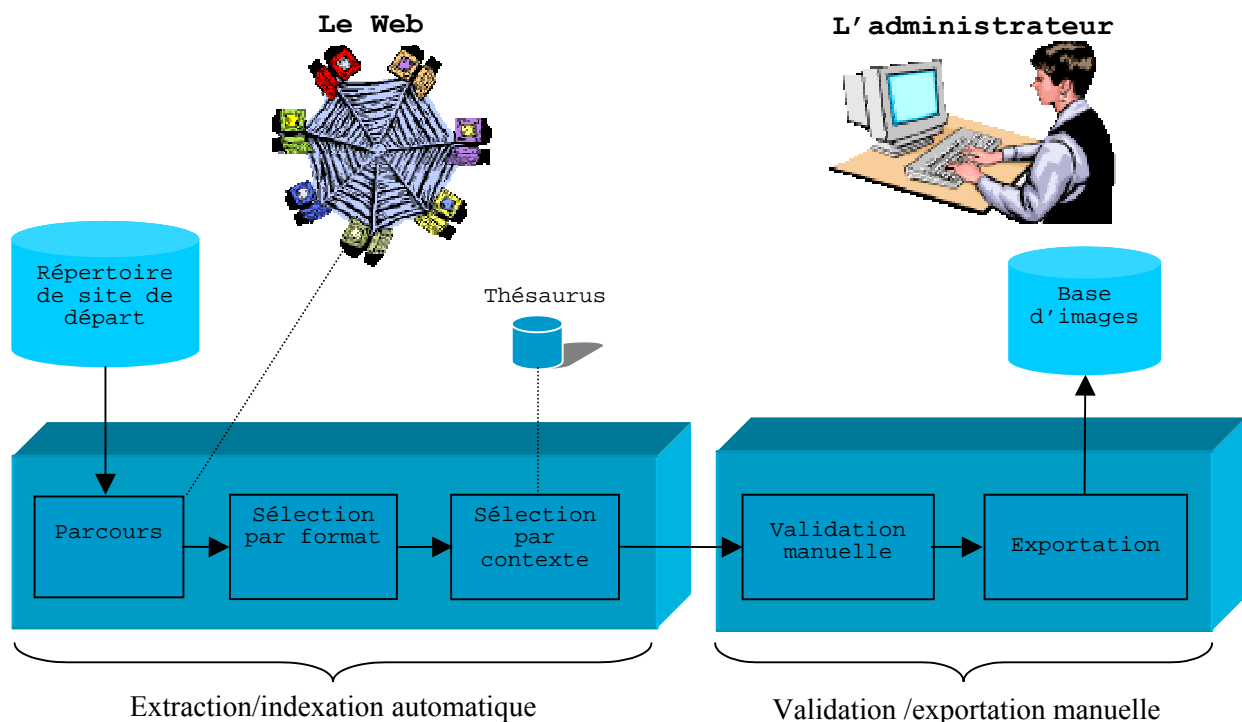 Le Web
L'administrateur
Répertoire
de site de
départ
Thésaurus
Base
d'images
Parcours
Sélection
par format
Sélection
par
contexte
Validation
manuelle
Exportation
Extraction/indexation automatique
Validation /exportation manuelle